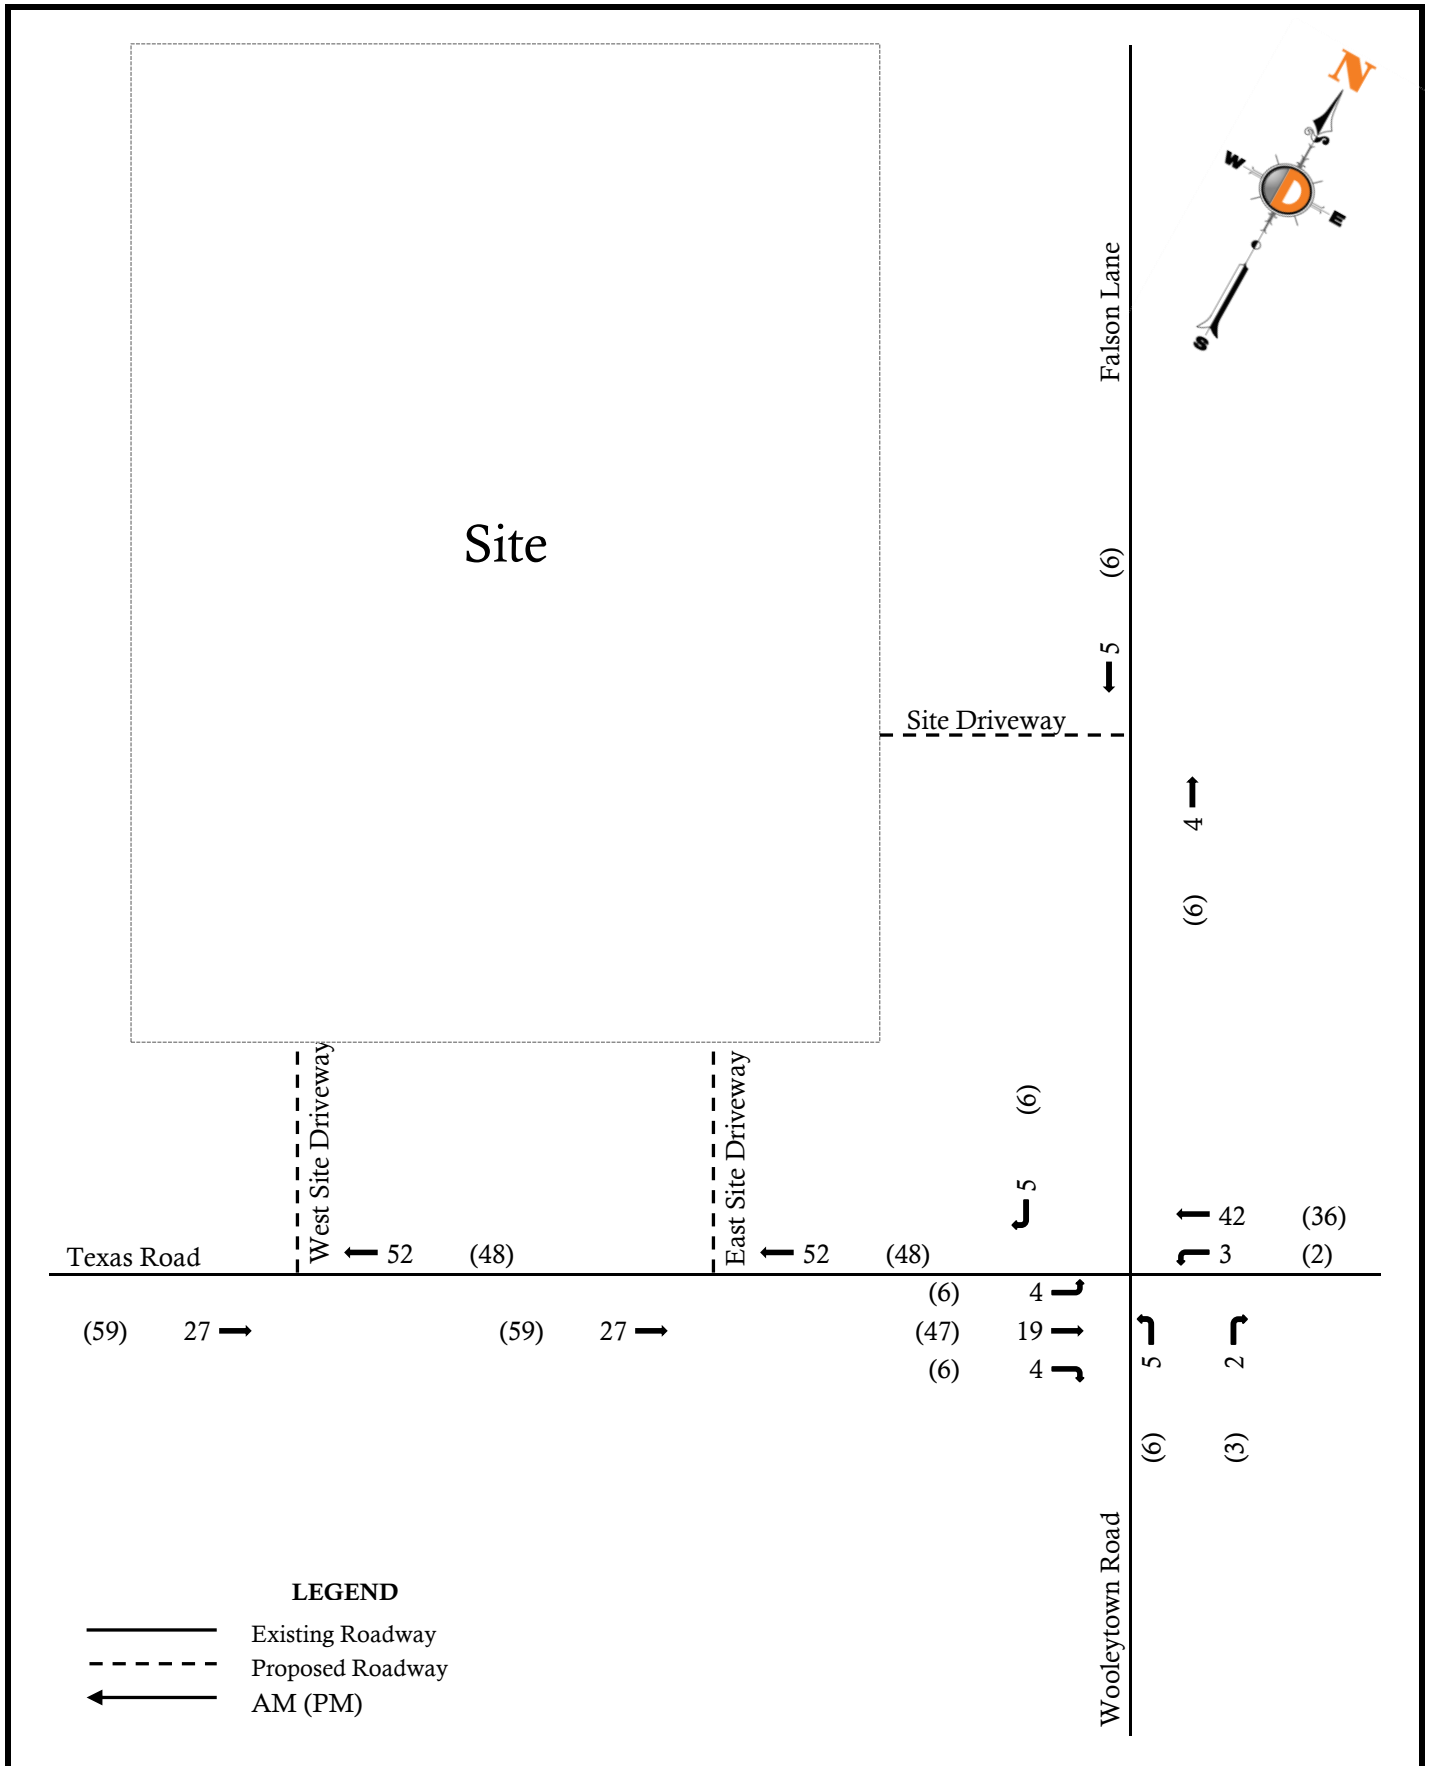 N
W
D
E
S
Falson Lane
Site
(6)
5
Site Driveway
4
(6)
West Site Driveway
East Site Driveway
(6)
5
42 (36)
Texas Road
52 (48)
52 (48)
3 (2)
(6) 4
(59) 27
(59) 27
(47) 19
(6) 4
5
2
(6)
(3)
Wooleytown Road
LEGEND
Existing Roadway
Proposed Roadway
AM (PM)